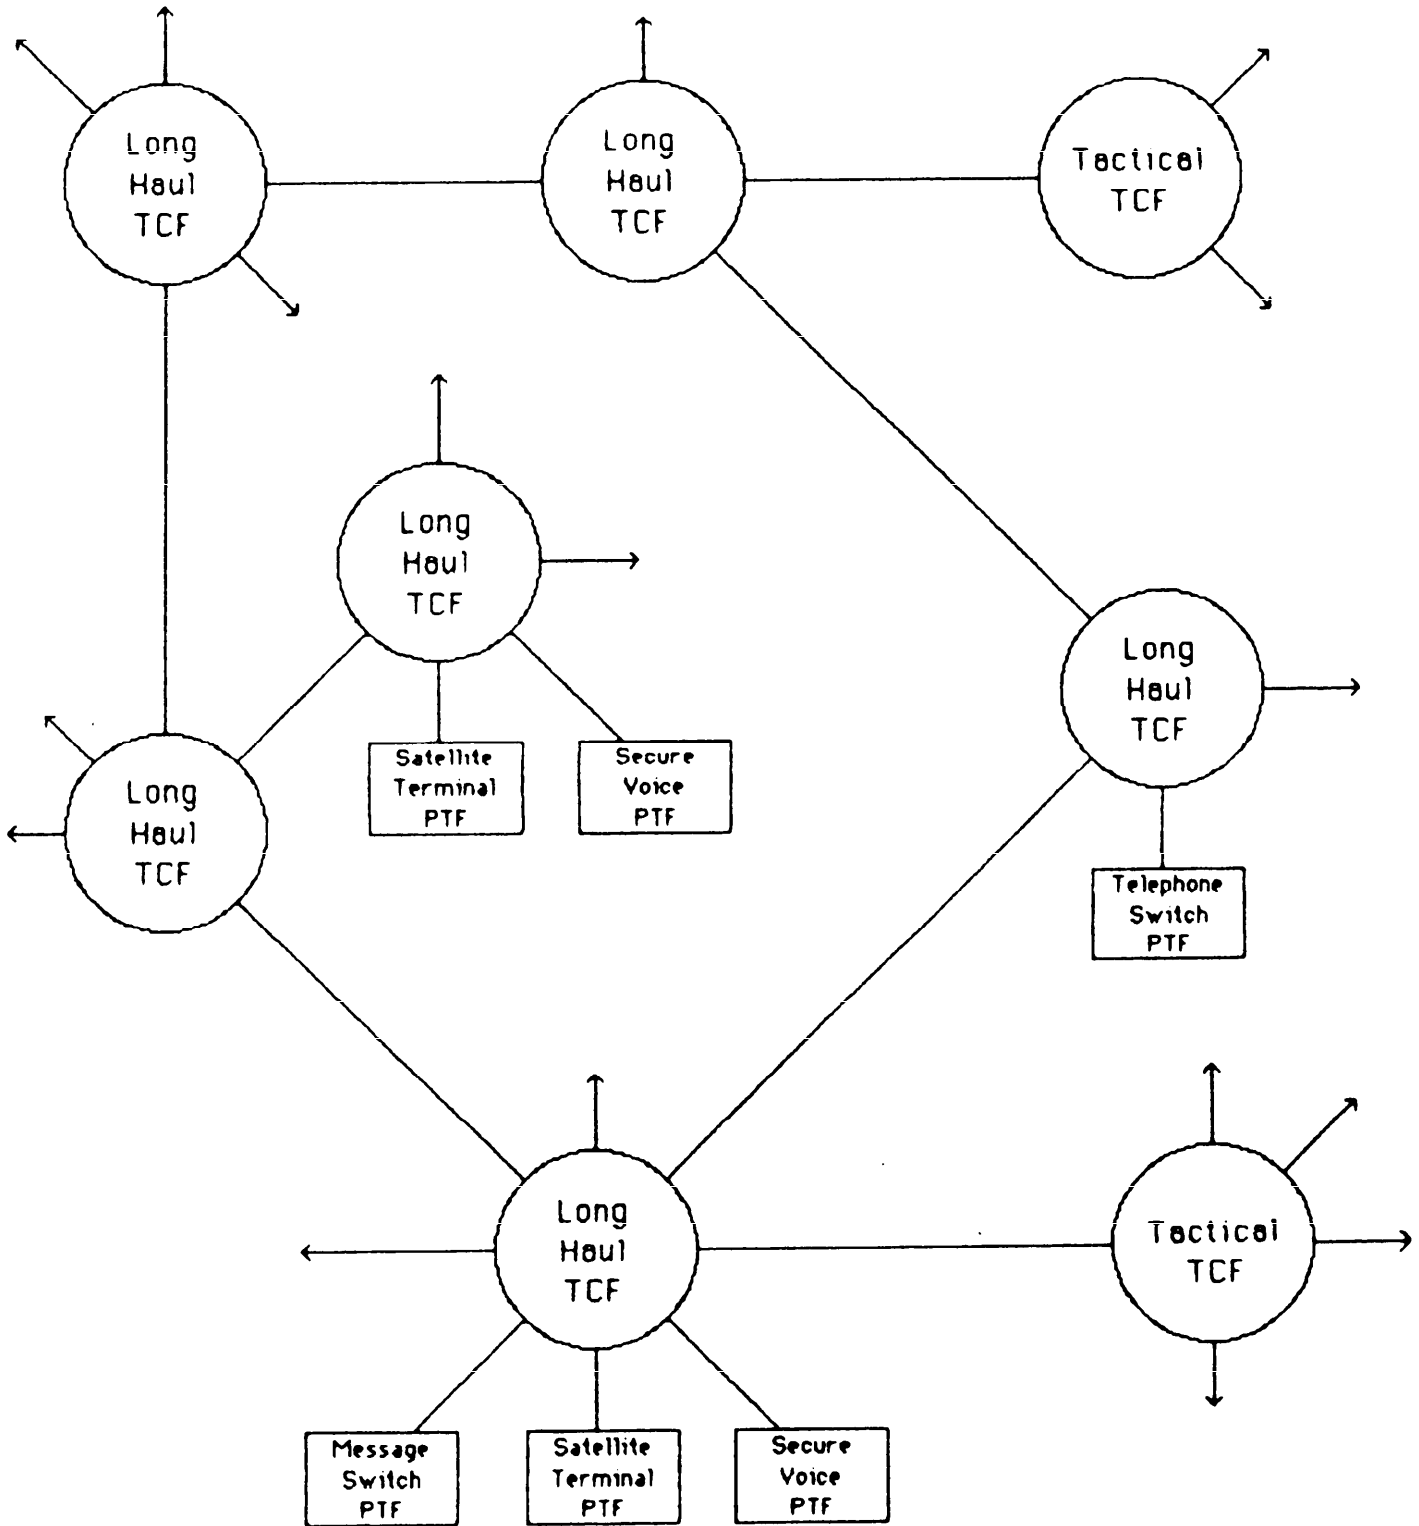 Long
Haul
TCF
Long
Haul
TCF
Tactical
TCF
Long
Haul
TCF
Long
Haul
TCF
Satellite
Terminal
PTF
Secure
Voice
PTF
Long
Haul
TCF
Telephone
Switch
PTF
Long
Haul
TCF
Tactical
TCF
Message
Switch
PTF
Satellite
Terminal
PTF
Secure
Voice
PTF